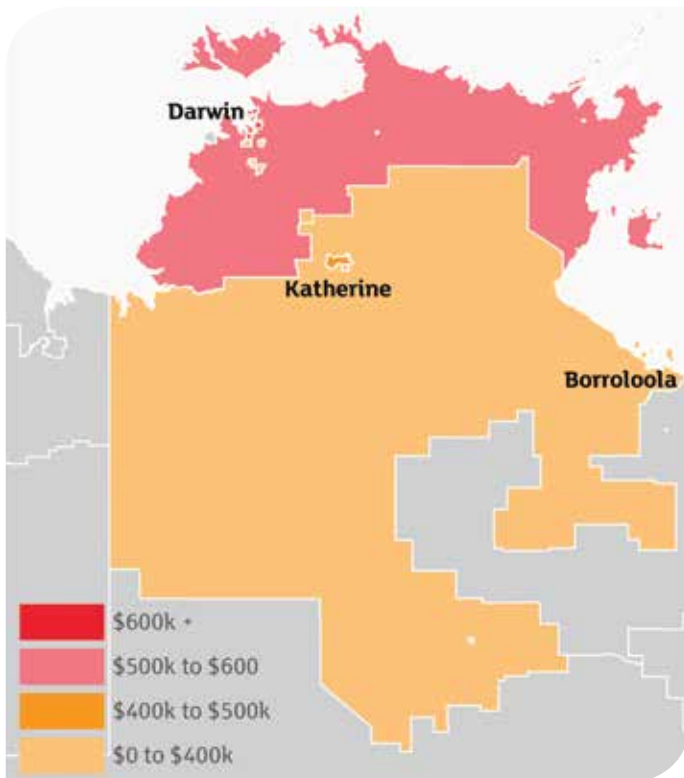 Darwin
Katherine
Borroloola
$600k +
$500k to $600
$400k to $500k
$0 to $400k